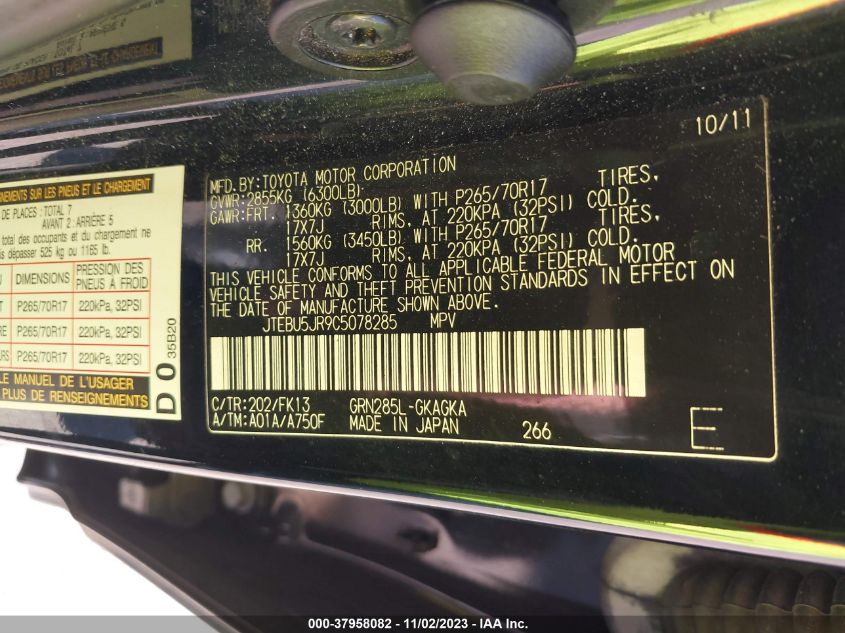 10/11
MFD.BY:TOYOTA MOTOR CORPORATION
GVWR:2855KG (6300LB)
GAWR:FRT. 1360KG (3000LB) WITH P265/70R17 TIRES,
17X7J RIMS, AT 220KPA (32PSI) COLD.
RR. 1560KG (3450LB) WITH P265/70R17 TIRES,
17X7J RIMS, AT 220KPA (32PSI) COLD.
THIS VEHICLE CONFORMS TO ALL APPLICABLE FEDERAL MOTOR
VEHICLE SAFETY AND THEFT PREVENTION STANDARDS IN EFFECT ON
THE DATE OF MANUFACTURE SHOWN ABOVE.
JTEBU5JR9C5078285 MPV
C/TR:202/FK13 GRN285L-GKAGKA
A/TM:A01A/A750F MADE IN JAPAN 266
E
SUR LES PNEUS ET LE CHARGEMENT
DE PLACES: TOTAL 7
AVANT 2: ARRIÈRE 5
total des occupants et du chargement ne
dépasser 525 kg ou 1165 lb.
DIMENSIONS PRESSION DES
PNEUS À FROID
P265/70R17 220kPa, 32PSI
P265/70R17 220kPa, 32PSI
P265/70R17 220kPa, 32PSI
LE MANUEL DE L'USAGER
PLUS DE RENSEIGNEMENTS
D0 35B20
000-37958082 - 11/02/2023 - IAA Inc.